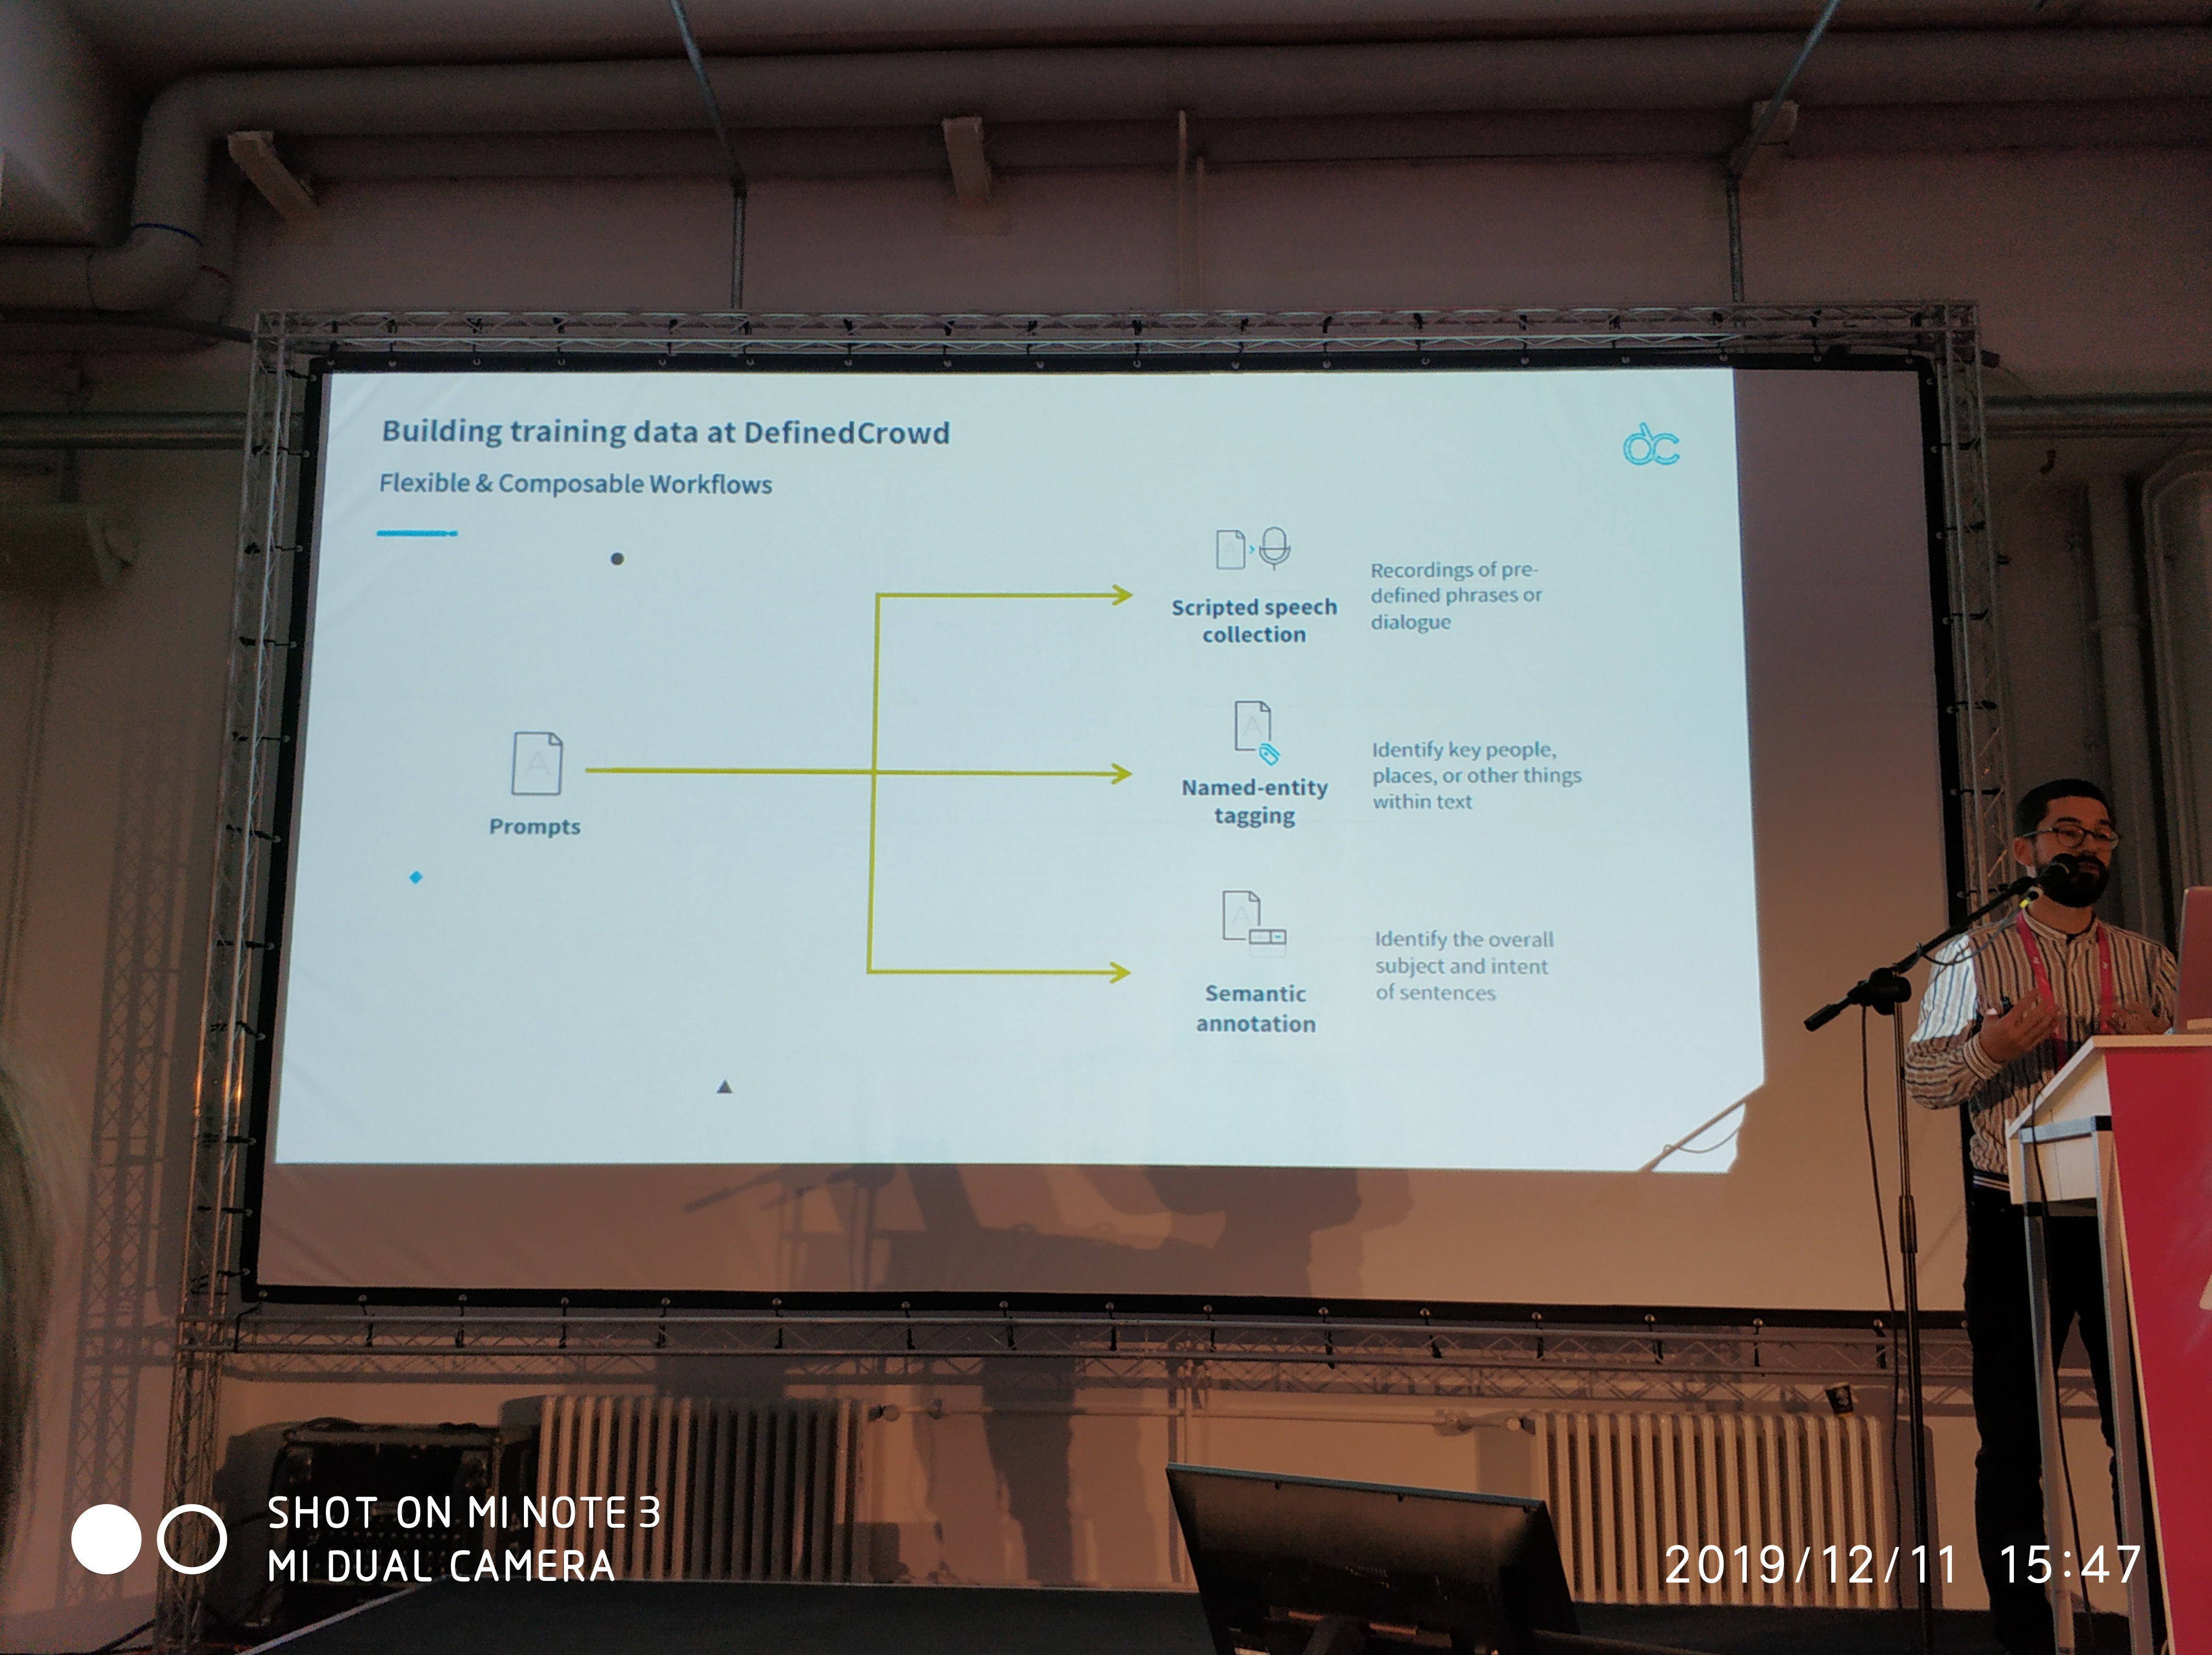 Building training data at DefinedCrowd
Flexible & Composable Workflows
dc
Prompts
Scripted speech
collection
Recordings of pre-
defined phrases or
dialogue
Named-entity
tagging
Identify key people,
places, or other things
within text
Semantic
annotation
Identify the overall
subject and intent
of sentences
SHOT ON MI NOTE 3
MI DUAL CAMERA
2019/12/11 15:47